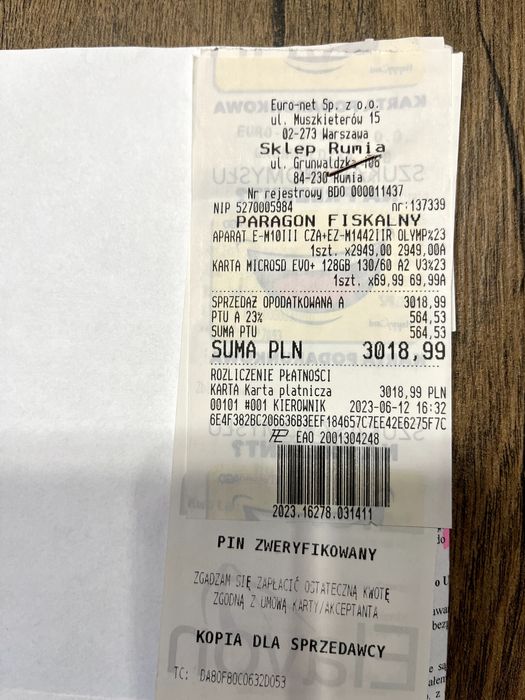 Euro-net Sp. z o.o.
ul. Muszkieterów 15
02-273 Warszawa
Sklep Rumia
ul. Grunwaldzka 106
84-230 Rumia
Nr rejestrowy BDO 000011437
NIP 5270005984 nr:137339
PARAGON FISKALNY
APARAT E-M10III CZA+EZ-M1442IIR OLYMP%23
1szt. x2949,00 2949,00A
KARTA MICROSD EVO+ 128GB 130/60 A2 V3%23
1szt. x69,99 69,99A
SPRZEDAŻ OPODATKOWANA A 3018,99
PTU A 23% 564,53
SUMA PTU 564,53
SUMA PLN 3018,99
ROZLICZENIE PŁATNOŚCI
KARTA Karta płatnicza 3018,99 PLN
00101 #001 KIEROWNIK 2023-06-12 16:32
6E4F382BC206636B3EEF184657C7EE42E6275F7C
EAO 2001304248
2023.16278.031411
PIN ZWERYFIKOWANY
ZGADZAM SIĘ ZAPŁACIĆ OSTATECZNĄ KWOTĘ
ZGODNĄ Z UMOWĄ KARTY/AKCEPTANTA
KOPIA DLA SPRZEDAWCY
TC: DA80F80C0632D053